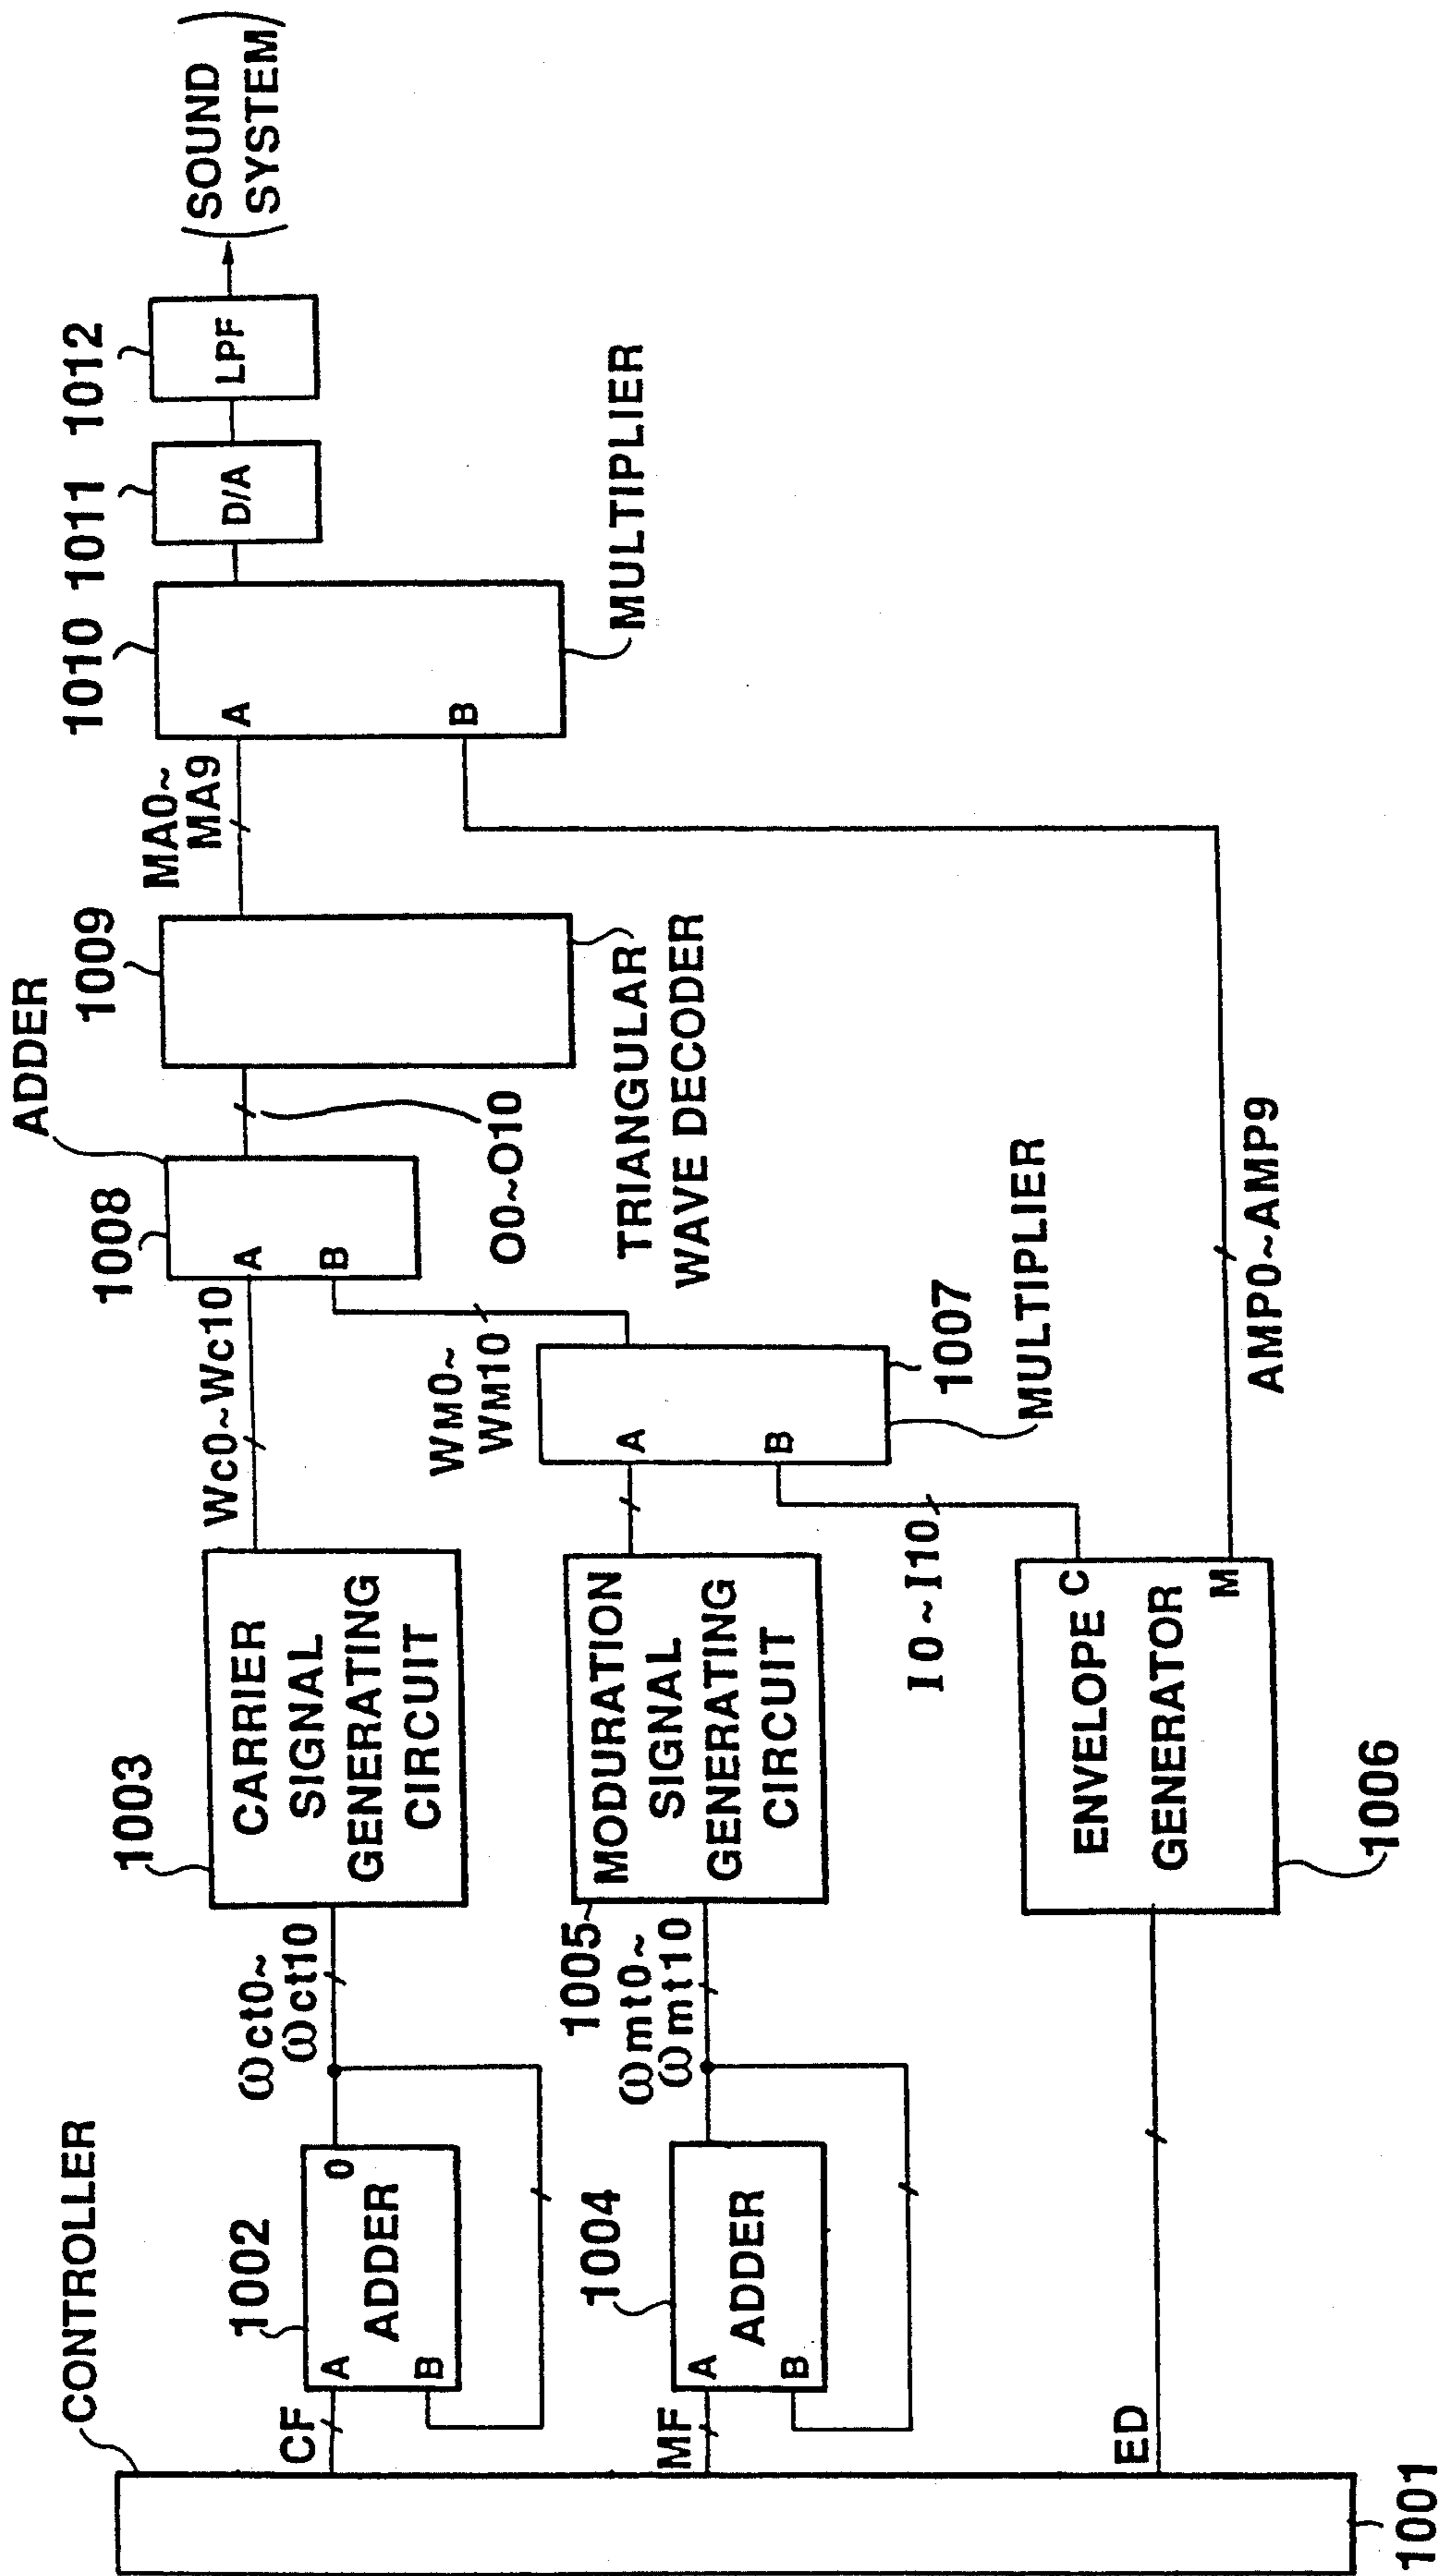 CONTROLLER
1001
CF
A
B
O
ADDER
1002
ωct0~
ωct10
1003
CARRIER
SIGNAL
GENERATING
CIRCUIT
Wc0~Wc10
MF
A
B
ADDER
1004
ωmt0~
ωmt10
1005
MODURATION
SIGNAL
GENERATING
CIRCUIT
ED
ENVELOPE
GENERATOR
C
M
1006
I0~I10
A
B
1007
MULTIPLIER
WM0~
WM10
ADDER
1008
A
B
O0~O10
1009
TRIANGULAR
WAVE DECODER
MA0~
MA9
AMP0~AMP9
1010
A
B
MULTIPLIER
1011
D/A
1012
LPF
(SOUND
SYSTEM)